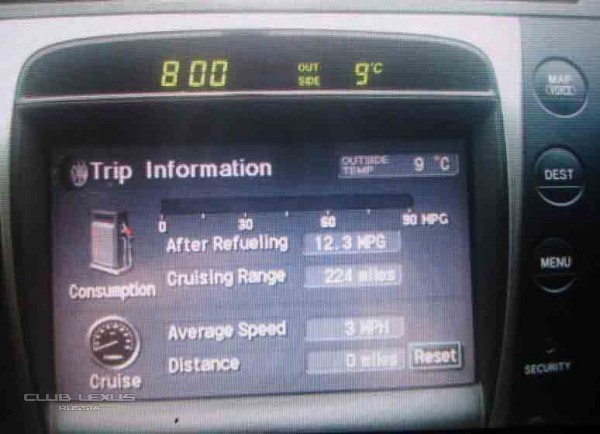 8:00 OUT SIDE 9°C
MAP VOICE
Trip Information
OUTSIDE TEMP 9 °C
DEST
0 30 60 90 MPG
After Refueling 12.3 MPG
Cruising Range 224 miles
MENU
Consumption
Average Speed 3 MPH
Distance 0 miles Reset
Cruise
SECURITY
CLUB LEXUS
RUSSIA